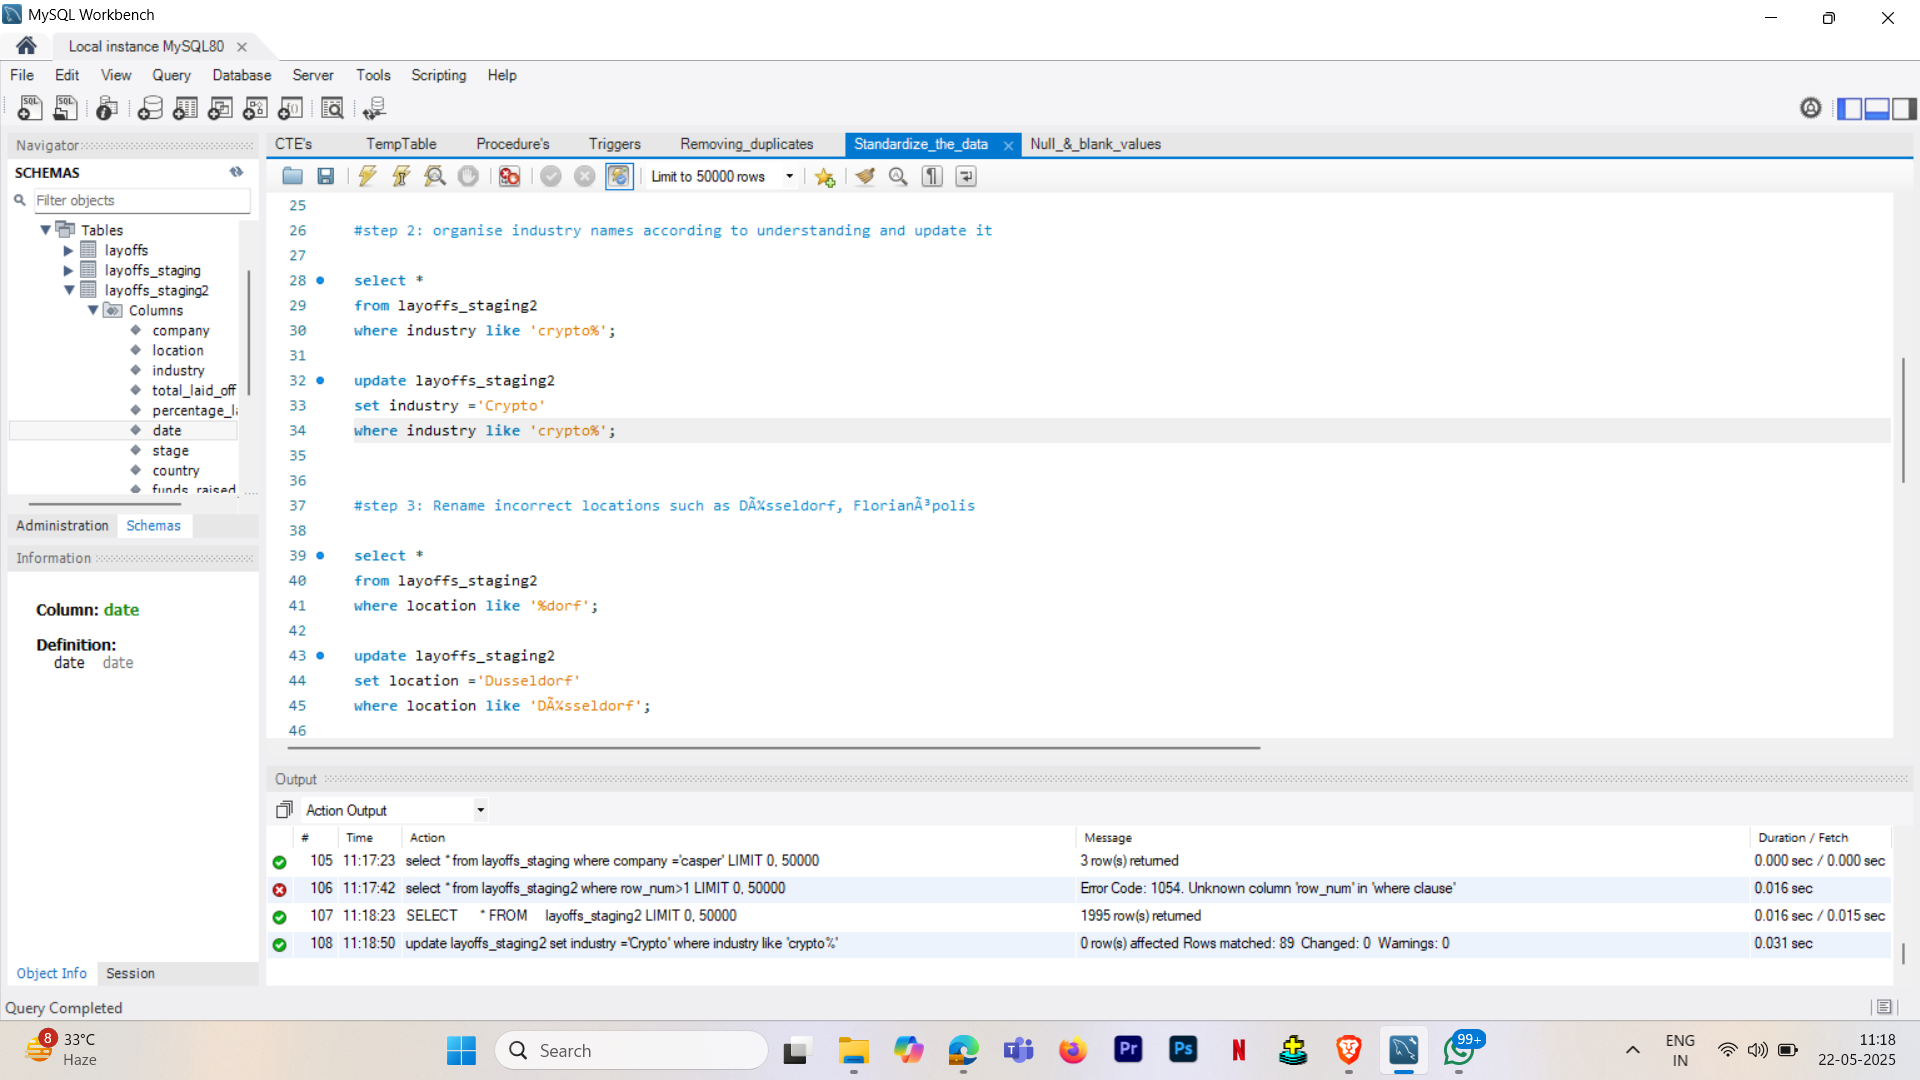 MySQL Workbench
Local instance MySQL80
File Edit View Query Database Server Tools Scripting Help
Navigator
SCHEMAS
Filter objects
Tables
layoffs
layoffs_staging
layoffs_staging2
Columns
company
location
industry
total_laid_off
percentage_l
date
stage
country
funds_raised
Administration Schemas
Information
Column: date
Definition:
date date
Object Info Session
CTE's TempTable Procedure's Triggers Removing_duplicates Standardize_the_data Null_&_blank_values
Limit to 50000 rows
25
26 #step 2: organise industry names according to understanding and update it
27
28 select *
29 from layoffs_staging2
30 where industry like 'crypto%';
31
32 update layoffs_staging2
33 set industry ='Crypto'
34 where industry like 'crypto%';
35
36
37 #step 3: Rename incorrect locations such as DÃ¼sseldorf, FlorianÃ³polis
38
39 select *
40 from layoffs_staging2
41 where location like '%dorf';
42
43 update layoffs_staging2
44 set location ='Dusseldorf'
45 where location like 'DÃ¼sseldorf';
46
Output
Action Output
# Time Action Message Duration / Fetch
105 11:17:23 select * from layoffs_staging where company ='casper' LIMIT 0, 50000 3 row(s) returned 0.000 sec / 0.000 sec
106 11:17:42 select * from layoffs_staging2 where row_num>1 LIMIT 0, 50000 Error Code: 1054. Unknown column 'row_num' in 'where clause' 0.016 sec
107 11:18:23 SELECT * FROM layoffs_staging2 LIMIT 0, 50000 1995 row(s) returned 0.016 sec / 0.015 sec
108 11:18:50 update layoffs_staging2 set industry ='Crypto' where industry like 'crypto%' 0 row(s) affected Rows matched: 89 Changed: 0 Warnings: 0 0.031 sec
Query Completed
8
33°C
Haze
Search
Pr
Ps
N
99+
ENG
IN
11:18
22-05-2025